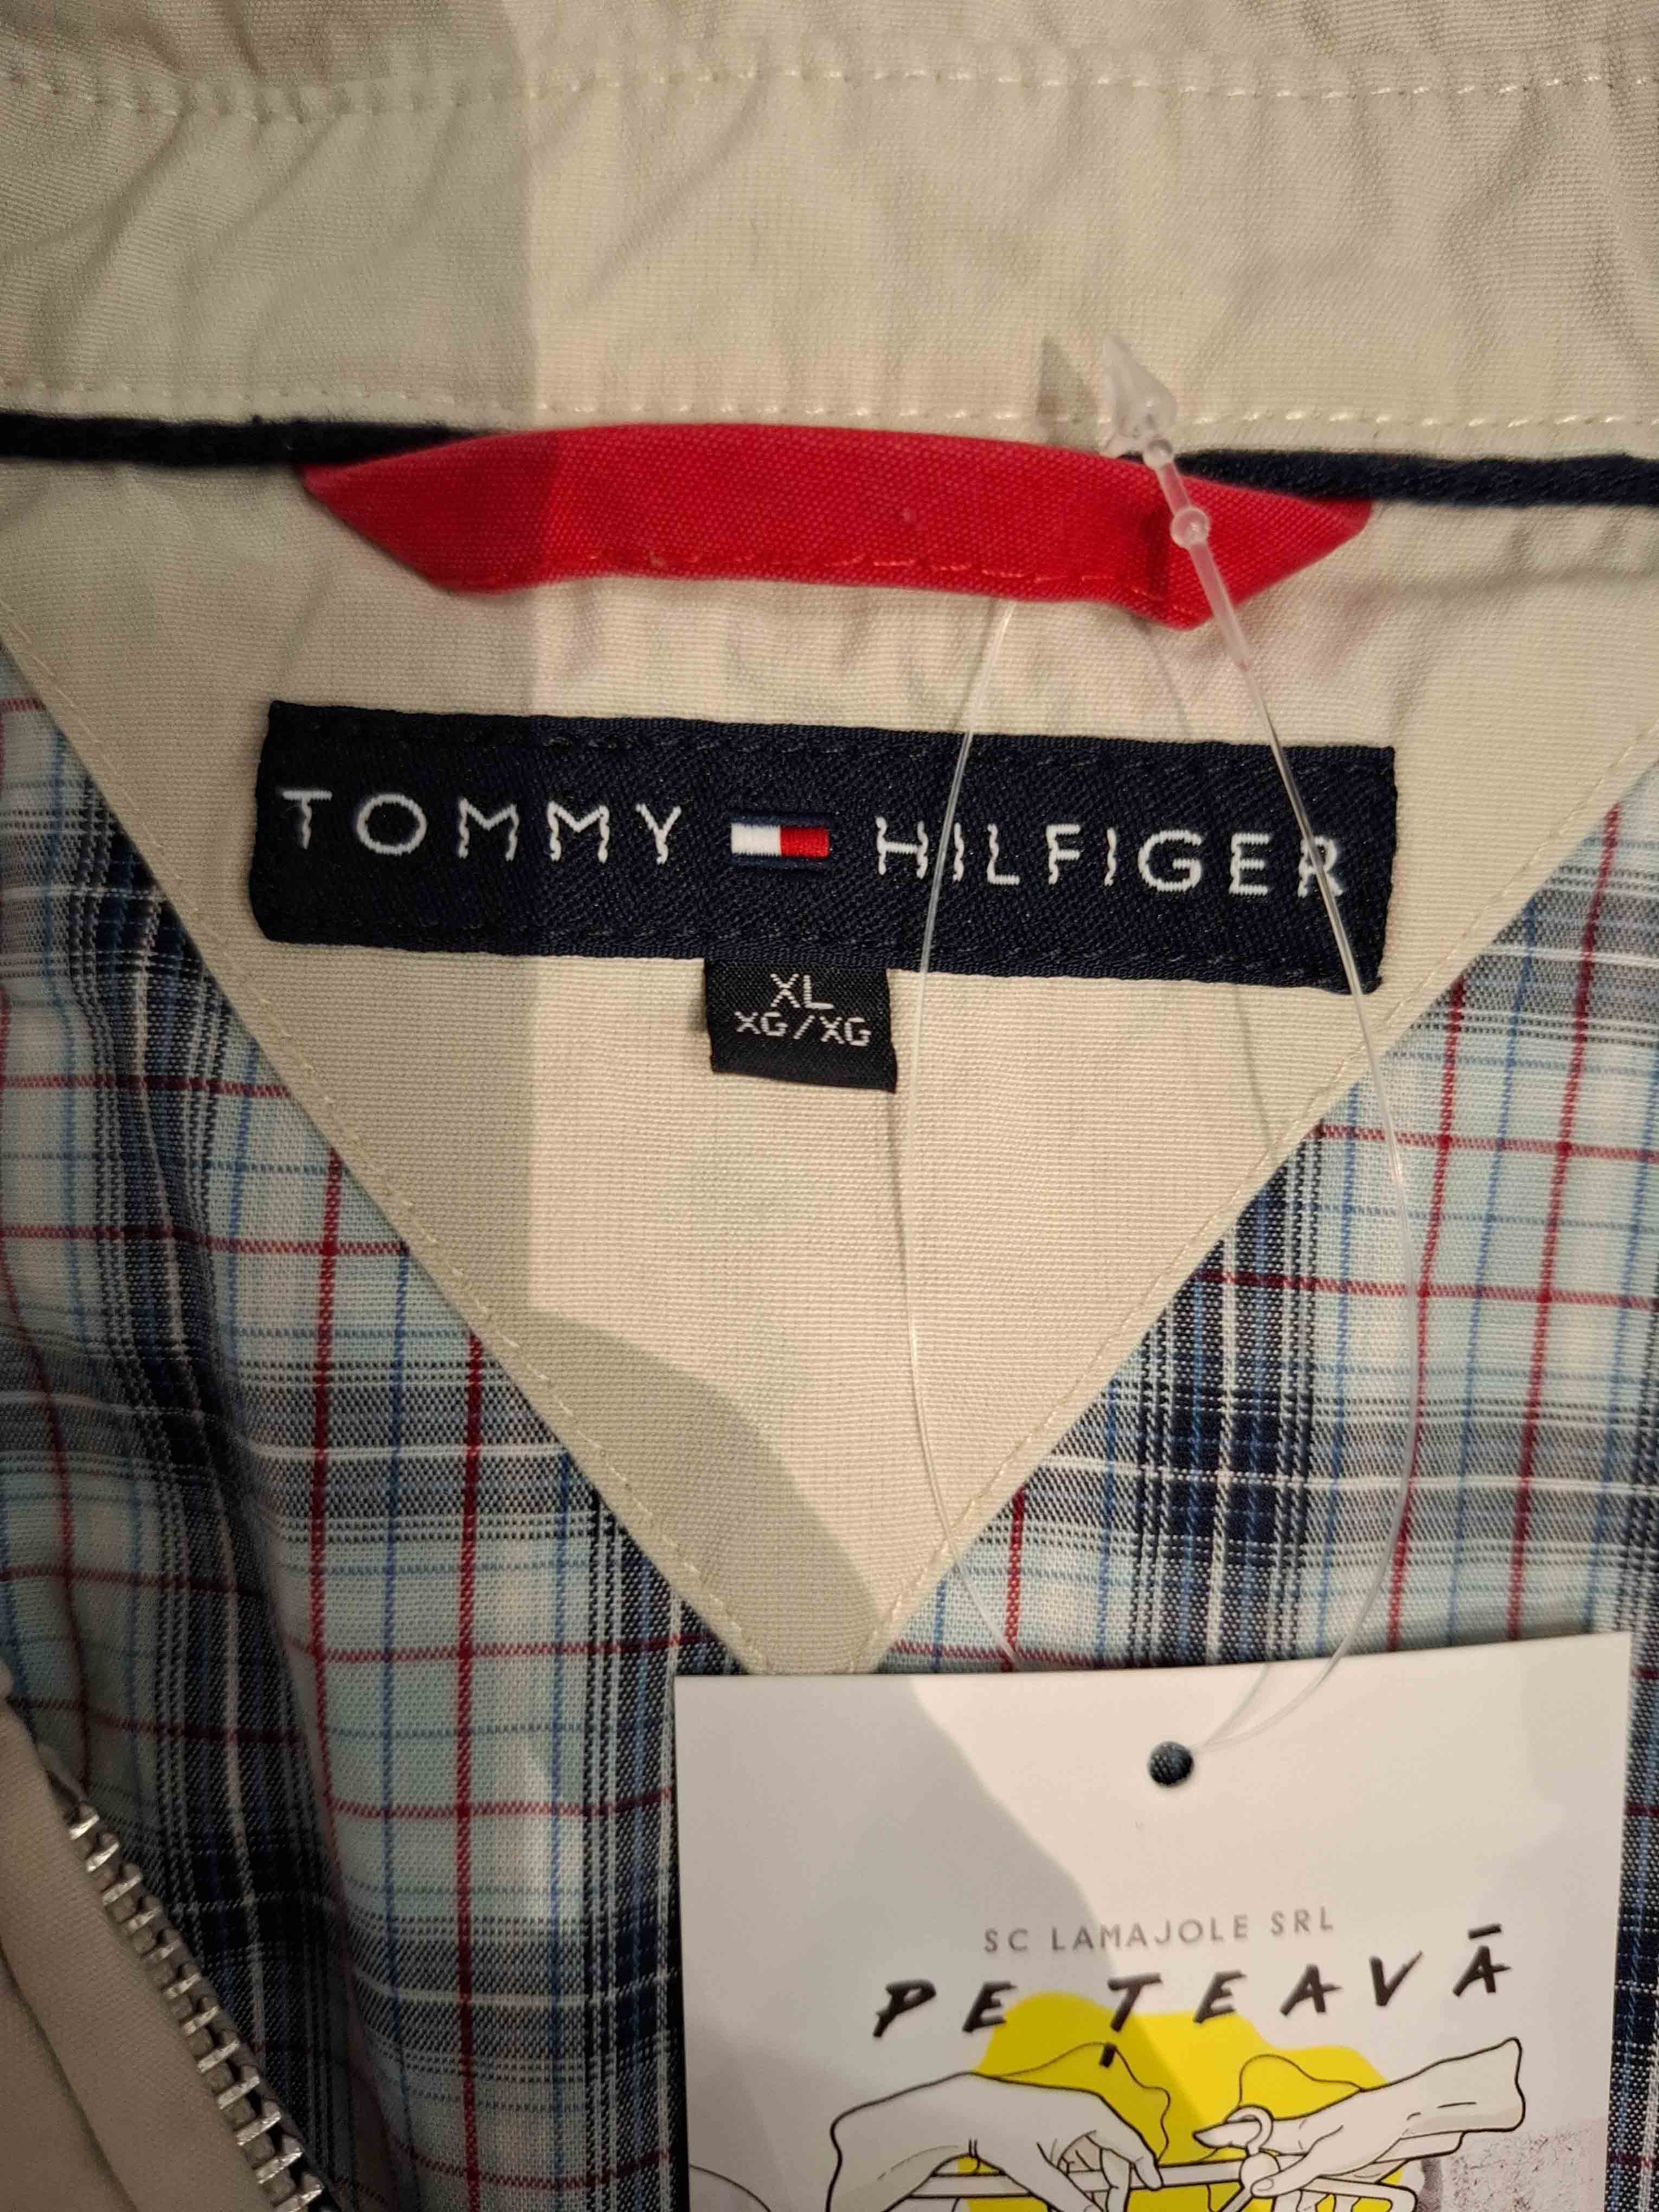 TOMMY HILFIGER
XL
XG/XG
SC LAMAJOLE SRL
PE TEAVĀ